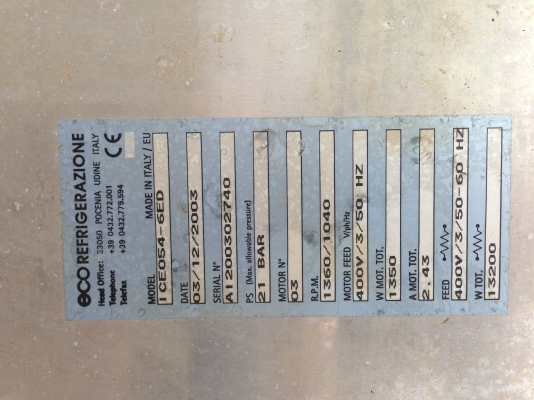 eco REFRIGERAZIONE
Head Office: 33050 POCENIA UDINE ITALY
Telephone +39 0432.772.001
Telefax +39 0432.779.594
CE
MODEL MADE IN ITALY / EU
ICE054-6ED
DATE
03/12/2003
SERIAL N°
A1200302740
PS (Max. allowable pressure)
21 BAR
MOTOR N°
03
R.P.M.
1360/1040
MOTOR FEED V/ph/Hz
400V/3/50 HZ
W MOT. TOT.
1350
A MOT. TOT.
2.43
FEED
400V/3/50-60 HZ
W TOT.
13200